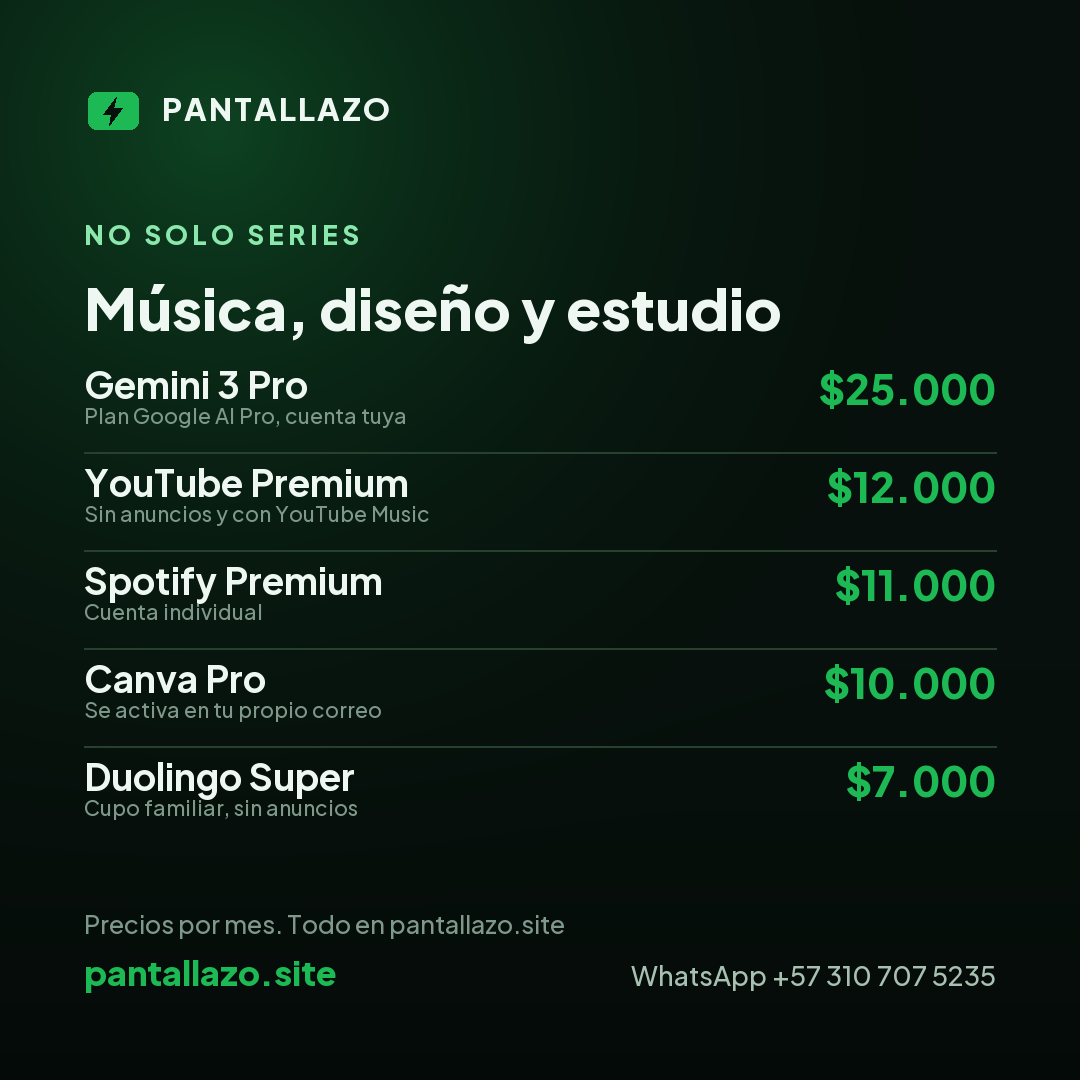 PANTALLAZO
NO SOLO SERIES
Música, diseño y estudio
Gemini 3 Pro $25.000
Plan Google AI Pro, cuenta tuya
YouTube Premium $12.000
Sin anuncios y con YouTube Music
Spotify Premium $11.000
Cuenta individual
Canva Pro $10.000
Se activa en tu propio correo
Duolingo Super $7.000
Cupo familiar, sin anuncios
Precios por mes. Todo en pantallazo.site
pantallazo.site WhatsApp +57 310 707 5235